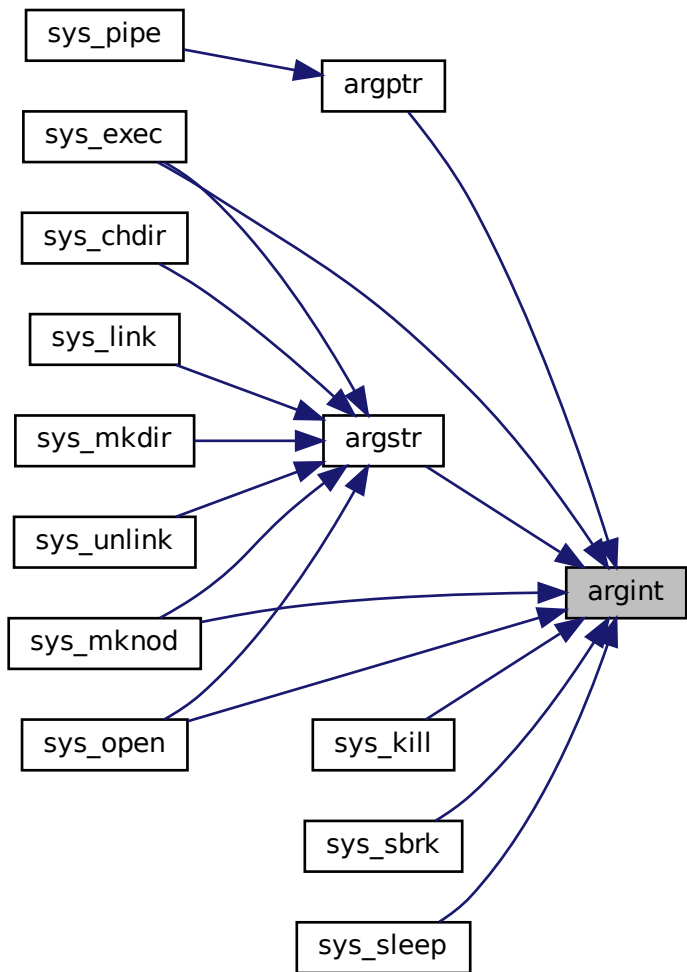 sys_pipe
argptr
sys_exec
sys_chdir
sys_link
sys_mkdir
argstr
sys_unlink
argint
sys_mknod
sys_open
sys_kill
sys_sbrk
sys_sleep